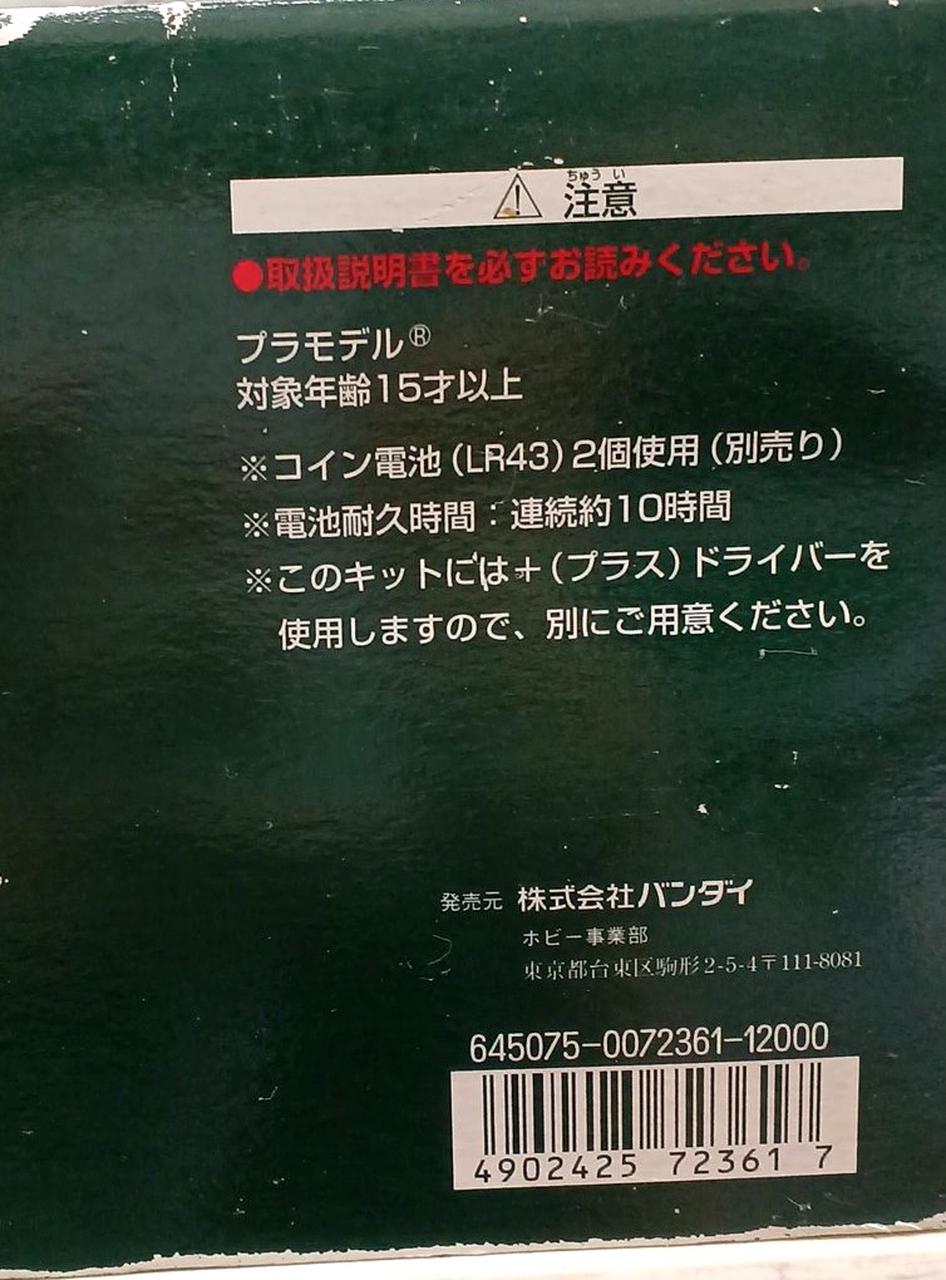 ちゅう い
⚠ 注意
●取扱説明書を必ずお読みください。
プラモデル®
対象年齢15才以上
※コイン電池(LR43)2個使用(別売り)
※電池耐久時間:連続約10時間
※このキットには+(プラス)ドライバーを
使用しますので、別にご用意ください。
発売元 株式会社バンダイ
ホビー事業部
東京都台東区駒形2-5-4〒111-8081
645075-0072361-12000
4902425 72361 7